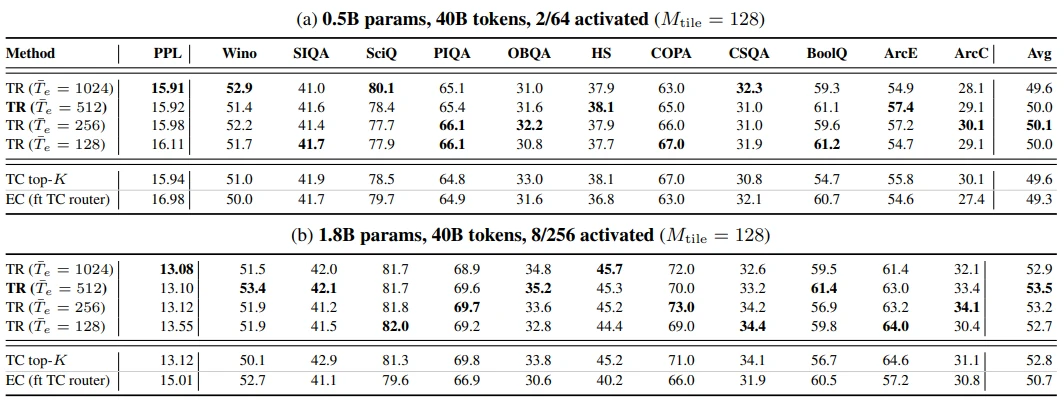 (a) 0.5B params, 40B tokens, 2/64 activated (M_tile = 128)
Method PPL Wino SIQA SciQ PIQA OBQA HS COPA CSQA BoolQ ArcE ArcC Avg
TR (T̄_e = 1024) 15.91 52.9 41.0 80.1 65.1 31.0 37.9 63.0 32.3 59.3 54.9 28.1 49.6
TR (T̄_e = 512) 15.92 51.4 41.6 78.4 65.4 31.6 38.1 65.0 31.0 61.1 57.4 29.1 50.0
TR (T̄_e = 256) 15.98 52.2 41.4 77.7 66.1 32.2 37.9 66.0 31.0 59.6 57.2 30.1 50.1
TR (T̄_e = 128) 16.11 51.7 41.7 77.9 66.1 30.8 37.7 67.0 31.9 61.2 54.7 29.1 50.0
TC top-K 15.94 51.0 41.9 78.5 64.8 33.0 38.1 67.0 30.8 54.7 55.8 30.1 49.6
EC (ft TC router) 16.98 50.0 41.7 79.7 64.9 31.6 36.8 63.0 32.1 60.7 54.6 27.4 49.3
(b) 1.8B params, 40B tokens, 8/256 activated (M_tile = 128)
TR (T̄_e = 1024) 13.08 51.5 42.0 81.7 68.9 34.8 45.7 72.0 32.6 59.5 61.4 32.1 52.9
TR (T̄_e = 512) 13.10 53.4 42.1 81.7 69.6 35.2 45.3 70.0 33.2 61.4 63.0 33.4 53.5
TR (T̄_e = 256) 13.12 51.9 41.2 81.8 69.7 33.6 45.2 73.0 34.2 56.9 63.2 34.1 53.2
TR (T̄_e = 128) 13.55 51.9 41.5 82.0 69.2 32.8 44.4 69.0 34.4 59.8 64.0 30.4 52.7
TC top-K 13.12 50.1 42.9 81.3 69.8 33.8 45.2 71.0 34.1 56.7 64.6 31.1 52.8
EC (ft TC router) 15.01 52.7 41.1 79.6 66.9 30.6 40.2 66.0 31.9 60.5 57.2 30.8 50.7